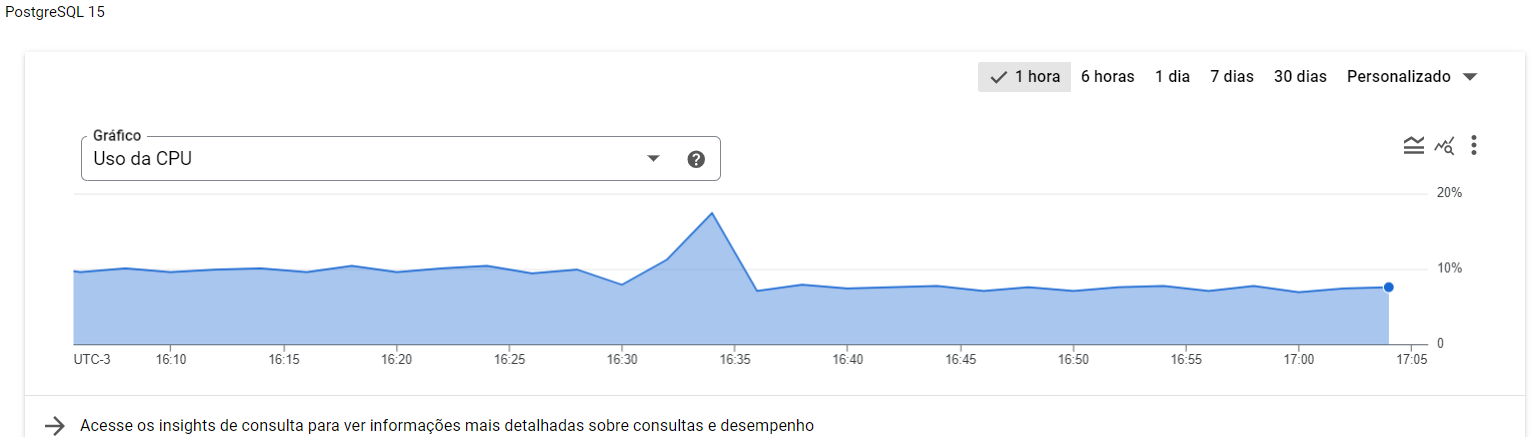 PostgreSQL 15
1 hora 6 horas 1 dia 7 dias 30 dias Personalizado
Gráfico
Uso da CPU
20%
10%
0
UTC-3 16:10 16:15 16:20 16:25 16:30 16:35 16:40 16:45 16:50 16:55 17:00 17:05
Acesse os insights de consulta para ver informações mais detalhadas sobre consultas e desempenho